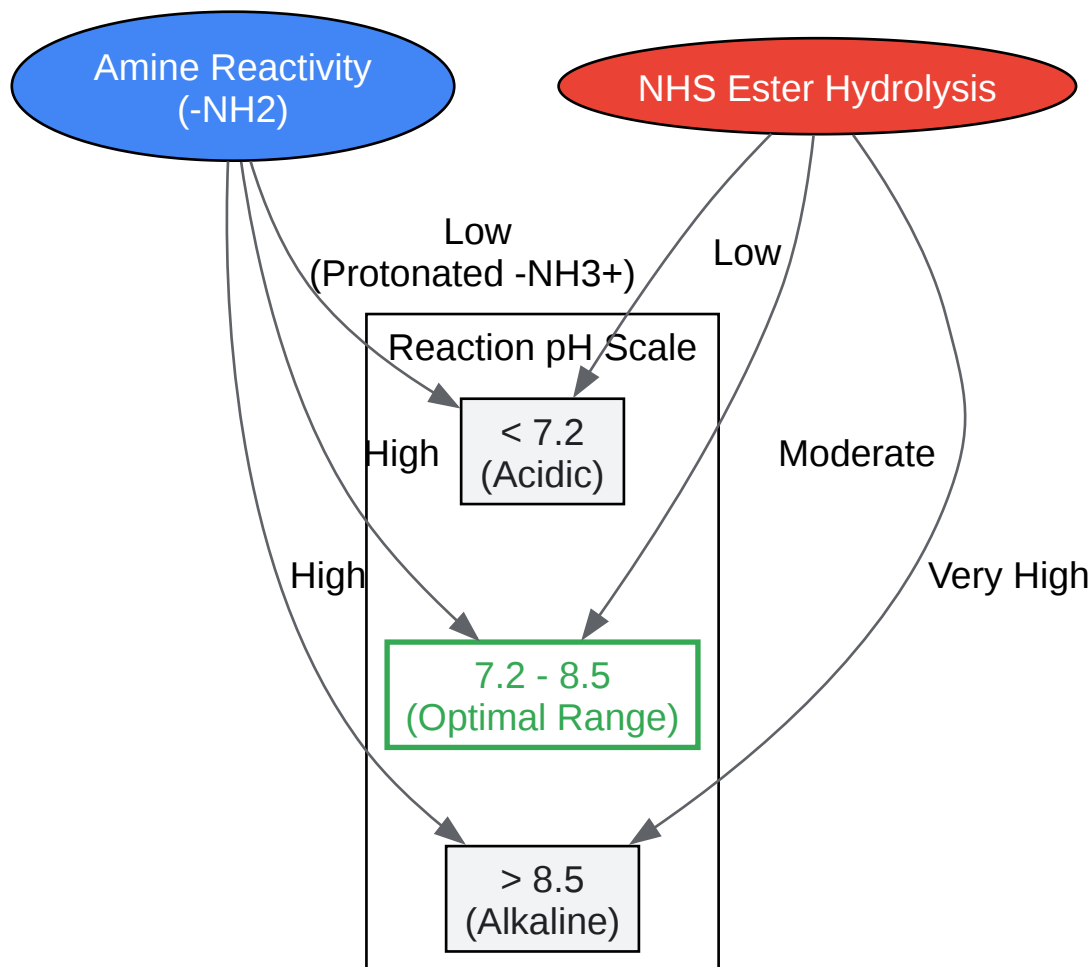 Amine Reactivity
(-NH2)
NHS Ester Hydrolysis
Low
(Protonated -NH3+)
Low
Reaction pH Scale
< 7.2
(Acidic)
High
Moderate
High
Very High
7.2 - 8.5
(Optimal Range)
> 8.5
(Alkaline)